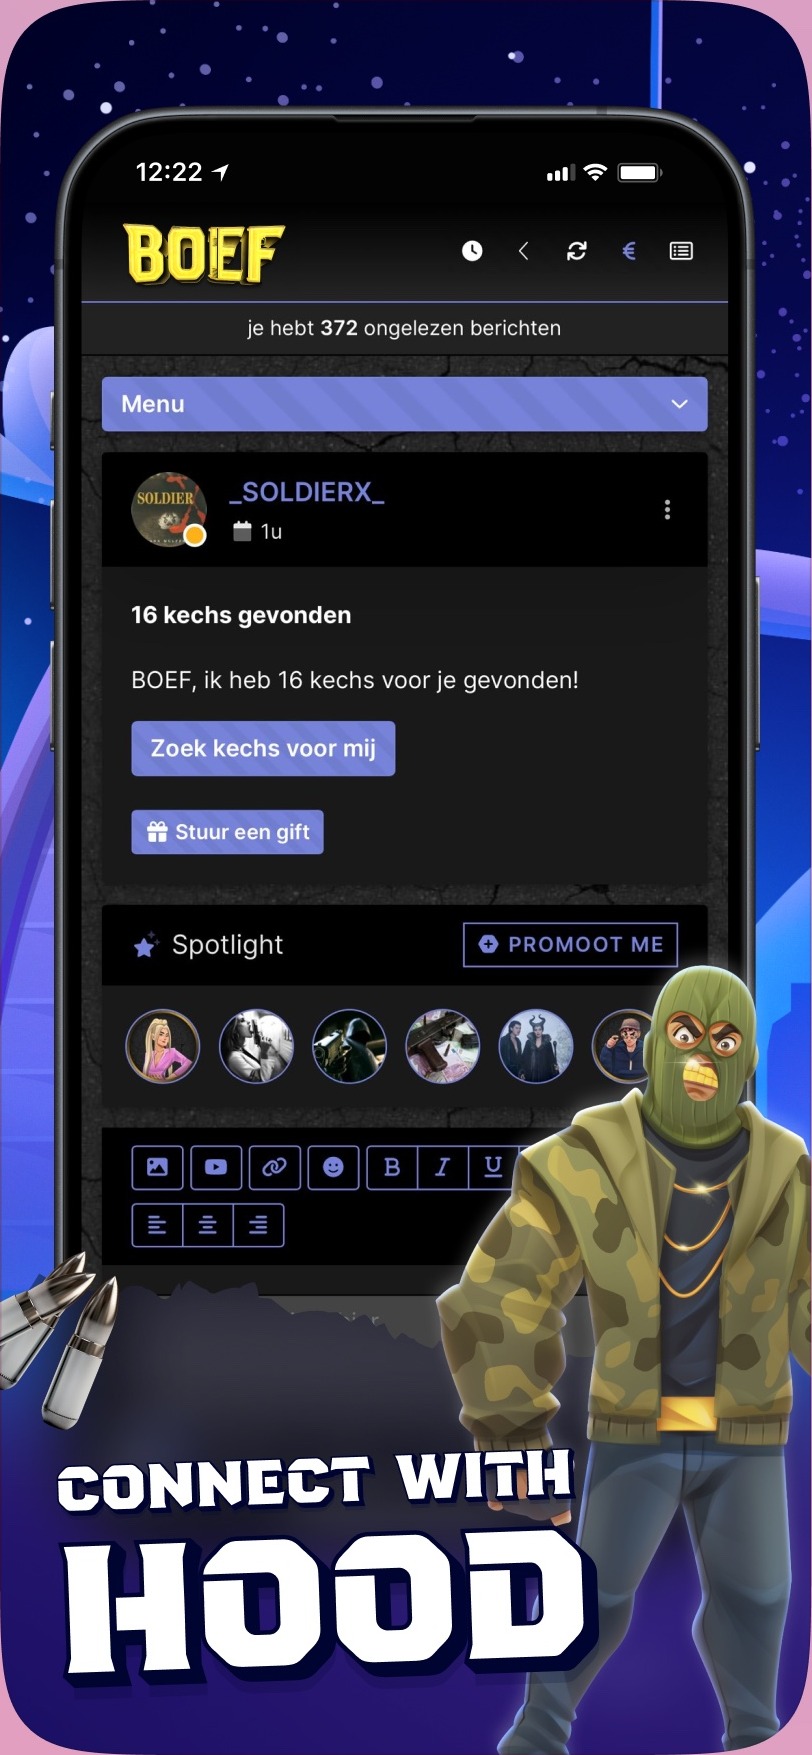 12:22
BOEF
je hebt 372 ongelezen berichten
Menu
SOLDIER
_SOLDIERX_
1u
16 kechs gevonden
BOEF, ik heb 16 kechs voor je gevonden!
Zoek kechs voor mij
Stuur een gift
Spotlight
PROMOOT ME
B I U
CONNECT WITH
HOOD